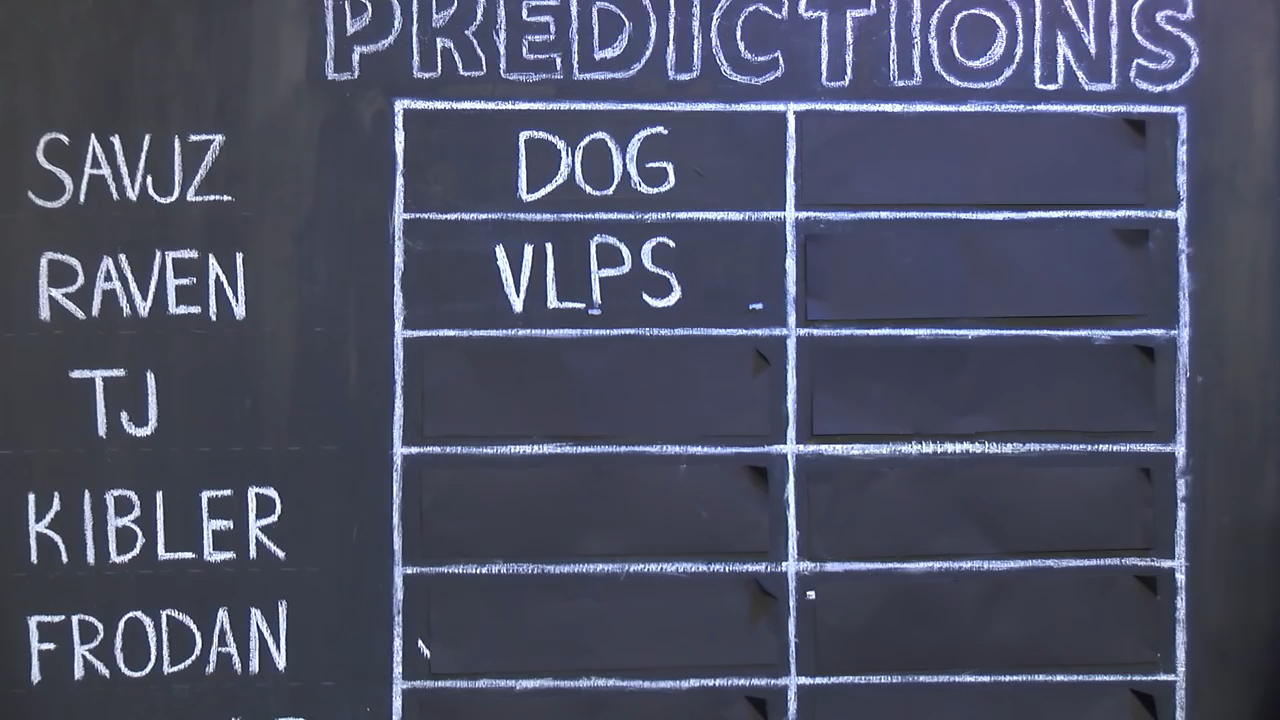 PREDICTIONS
SAVJZ DOG
RAVEN VLPS
TJ
KIBLER
FRODAN